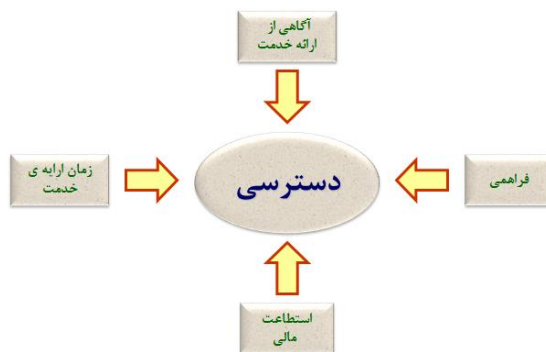 آگاهی از
ارائه خدمت
دسترسی
فراهمی
زمان ارایه ی
خدمت
استطاعت
مالی